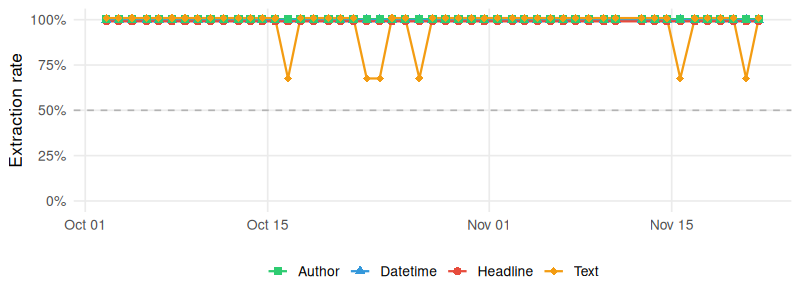 Extraction rate
100%
75%
50%
25%
0%
Oct 01 Oct 15 Nov 01 Nov 15
Author Datetime Headline Text